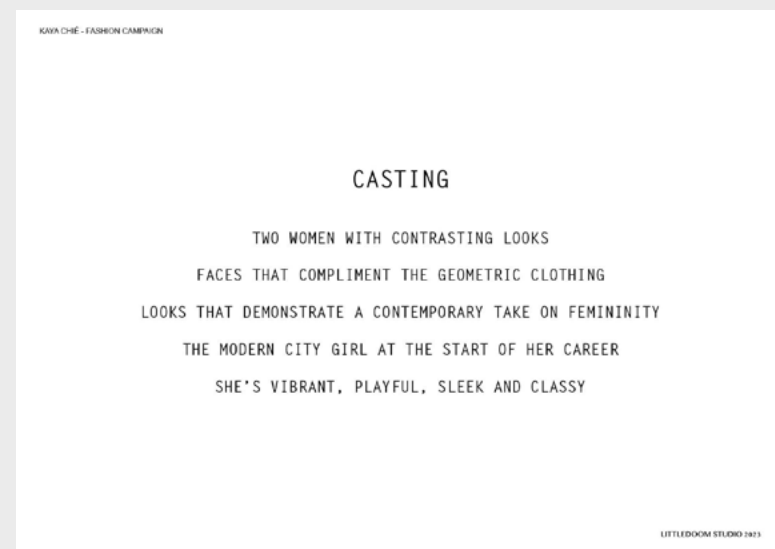 KAYA CHIÉ - FASHION CAMPAIGN
CASTING
TWO WOMEN WITH CONTRASTING LOOKS
FACES THAT COMPLIMENT THE GEOMETRIC CLOTHING
LOOKS THAT DEMONSTRATE A CONTEMPORARY TAKE ON FEMININITY
THE MODERN CITY GIRL AT THE START OF HER CAREER
SHE'S VIBRANT, PLAYFUL, SLEEK AND CLASSY
LITTLEDOOM STUDIO 2023